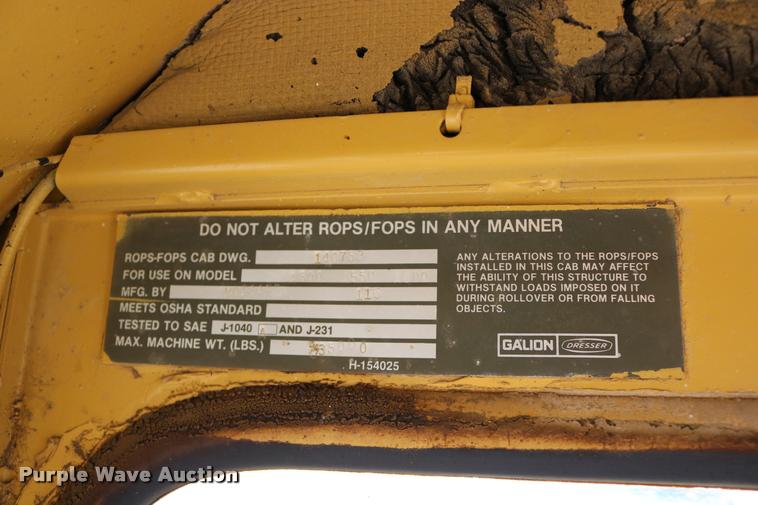 DO NOT ALTER ROPS/FOPS IN ANY MANNER
ROPS-FOPS CAB DWG.
FOR USE ON MODEL
MFG. BY
MEETS OSHA STANDARD
TESTED TO SAE J-1040 A AND J-231
MAX. MACHINE WT. (LBS.)
H-154025
ANY ALTERATIONS TO THE ROPS/FOPS
INSTALLED IN THIS CAB MAY AFFECT
THE ABILITY OF THIS STRUCTURE TO
WITHSTAND LOADS IMPOSED ON IT
DURING ROLLOVER OR FROM FALLING
OBJECTS.
GALION DRESSER
Purple Wave Auction